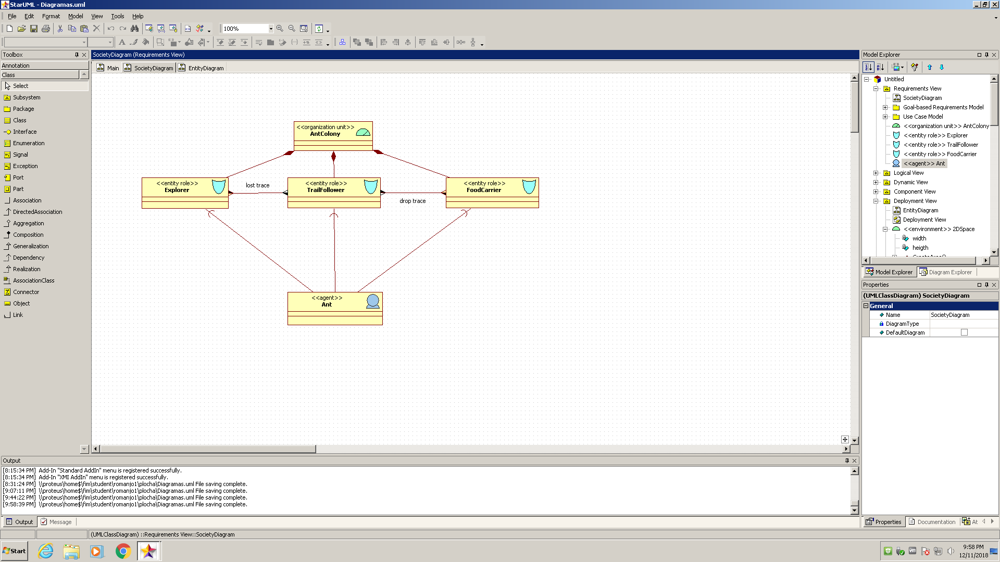 StarUML - Diagramas.uml
File Edit Format Model View Tools Help
100%
Toolbox
Annotation
Class
Select
Subsystem
Package
Class
Interface
Enumeration
Signal
Exception
Port
Part
Association
DirectedAssociation
Aggregation
Composition
Generalization
Dependency
Realization
AssociationClass
Connector
Object
Link
SocietyDiagram (Requirements View)
Main SocietyDiagram EntityDiagram
<<organization unit>>
AntColony
<<entity role>>
Explorer
lost trace
<<entity role>>
TrailFollower
drop trace
<<entity role>>
FoodCarrier
<<agent>>
Ant
Model Explorer
Untitled
Requirements View
SocietyDiagram
Goal-based Requirements Model
Use Case Model
<<organization unit>> AntColony
<<entity role>> Explorer
<<entity role>> TrailFollower
<<entity role>> FoodCarrier
<<agent>> Ant
Logical View
Dynamic View
Component View
Deployment View
EntityDiagram
Deployment View
<<environment>> 2DSpace
width
heigth
Model Explorer Diagram Explorer
Properties
(UMLClassDiagram) SocietyDiagram
General
Name SocietyDiagram
DiagramType
DefaultDiagram
Properties Documentation At
Output
[8:15:34 PM] Add-In "Standard AddIn" menu is registered successfully.
[8:15:34 PM] Add-In "XMI AddIn" menu is registered successfully.
[8:31:24 PM] \\proteus\home$\fim\student\romanjo1\plocha\Diagramas.uml File saving complete.
[9:07:11 PM] \\proteus\home$\fim\student\romanjo1\plocha\Diagramas.uml File saving complete.
[9:44:22 PM] \\proteus\home$\fim\student\romanjo1\plocha\Diagramas.uml File saving complete.
[9:58:39 PM] \\proteus\home$\fim\student\romanjo1\plocha\Diagramas.uml File saving complete.
Output Message
(UMLClassDiagram) ::Requirements View::SocietyDiagram
Start
9:58 PM
12/11/2018